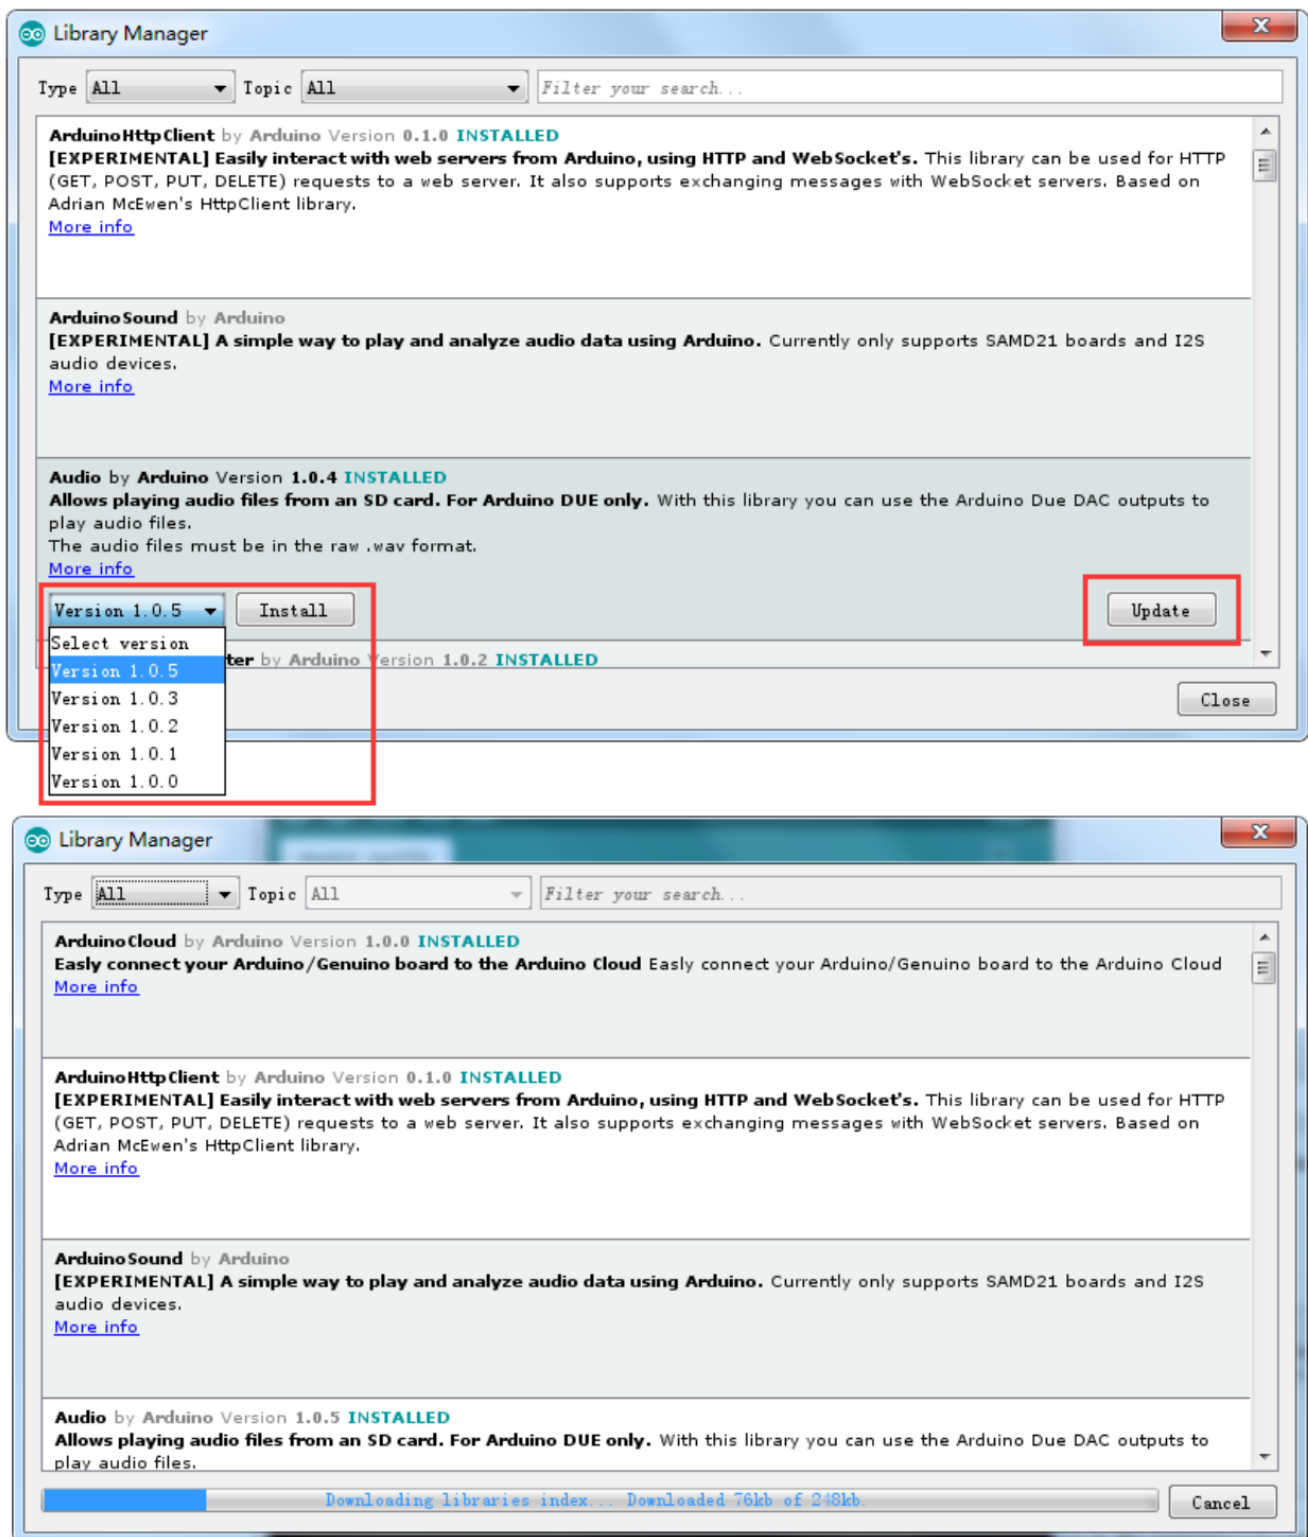 Library Manager
Type All Topic All Filter your search...
ArduinoHttpClient by Arduino Version 0.1.0 INSTALLED
[EXPERIMENTAL] Easily interact with web servers from Arduino, using HTTP and WebSocket's. This library can be used for HTTP
(GET, POST, PUT, DELETE) requests to a web server. It also supports exchanging messages with WebSocket servers. Based on
Adrian McEwen's HttpClient library.
More info
ArduinoSound by Arduino
[EXPERIMENTAL] A simple way to play and analyze audio data using Arduino. Currently only supports SAMD21 boards and I2S
audio devices.
More info
Audio by Arduino Version 1.0.4 INSTALLED
Allows playing audio files from an SD card. For Arduino DUE only. With this library you can use the Arduino Due DAC outputs to
play audio files.
The audio files must be in the raw .wav format.
More info
Version 1.0.5 Install Update
Select version
ter by Arduino Version 1.0.2 INSTALLED
Version 1.0.5
Version 1.0.3
Close
Version 1.0.2
Version 1.0.1
Version 1.0.0
Library Manager
Type All Topic All Filter your search...
ArduinoCloud by Arduino Version 1.0.0 INSTALLED
Easly connect your Arduino/Genuino board to the Arduino Cloud Easly connect your Arduino/Genuino board to the Arduino Cloud
More info
ArduinoHttpClient by Arduino Version 0.1.0 INSTALLED
[EXPERIMENTAL] Easily interact with web servers from Arduino, using HTTP and WebSocket's. This library can be used for HTTP
(GET, POST, PUT, DELETE) requests to a web server. It also supports exchanging messages with WebSocket servers. Based on
Adrian McEwen's HttpClient library.
More info
ArduinoSound by Arduino
[EXPERIMENTAL] A simple way to play and analyze audio data using Arduino. Currently only supports SAMD21 boards and I2S
audio devices.
More info
Audio by Arduino Version 1.0.5 INSTALLED
Allows playing audio files from an SD card. For Arduino DUE only. With this library you can use the Arduino Due DAC outputs to
play audio files.
Downloading libraries index... Downloaded 76kb of 248kb.
Cancel